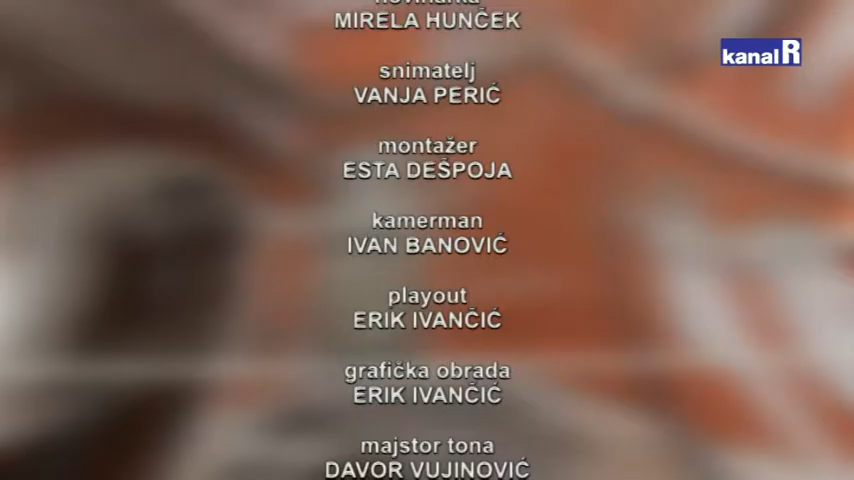 novinarka
MIRELA HUNČEK
kanal R
snimatelj
VANJA PERIĆ
montažer
ESTA DEŠPOJA
kamerman
IVAN BANOVIĆ
playout
ERIK IVANČIĆ
grafička obrada
ERIK IVANČIĆ
majstor tona
DAVOR VUJINOVIĆ